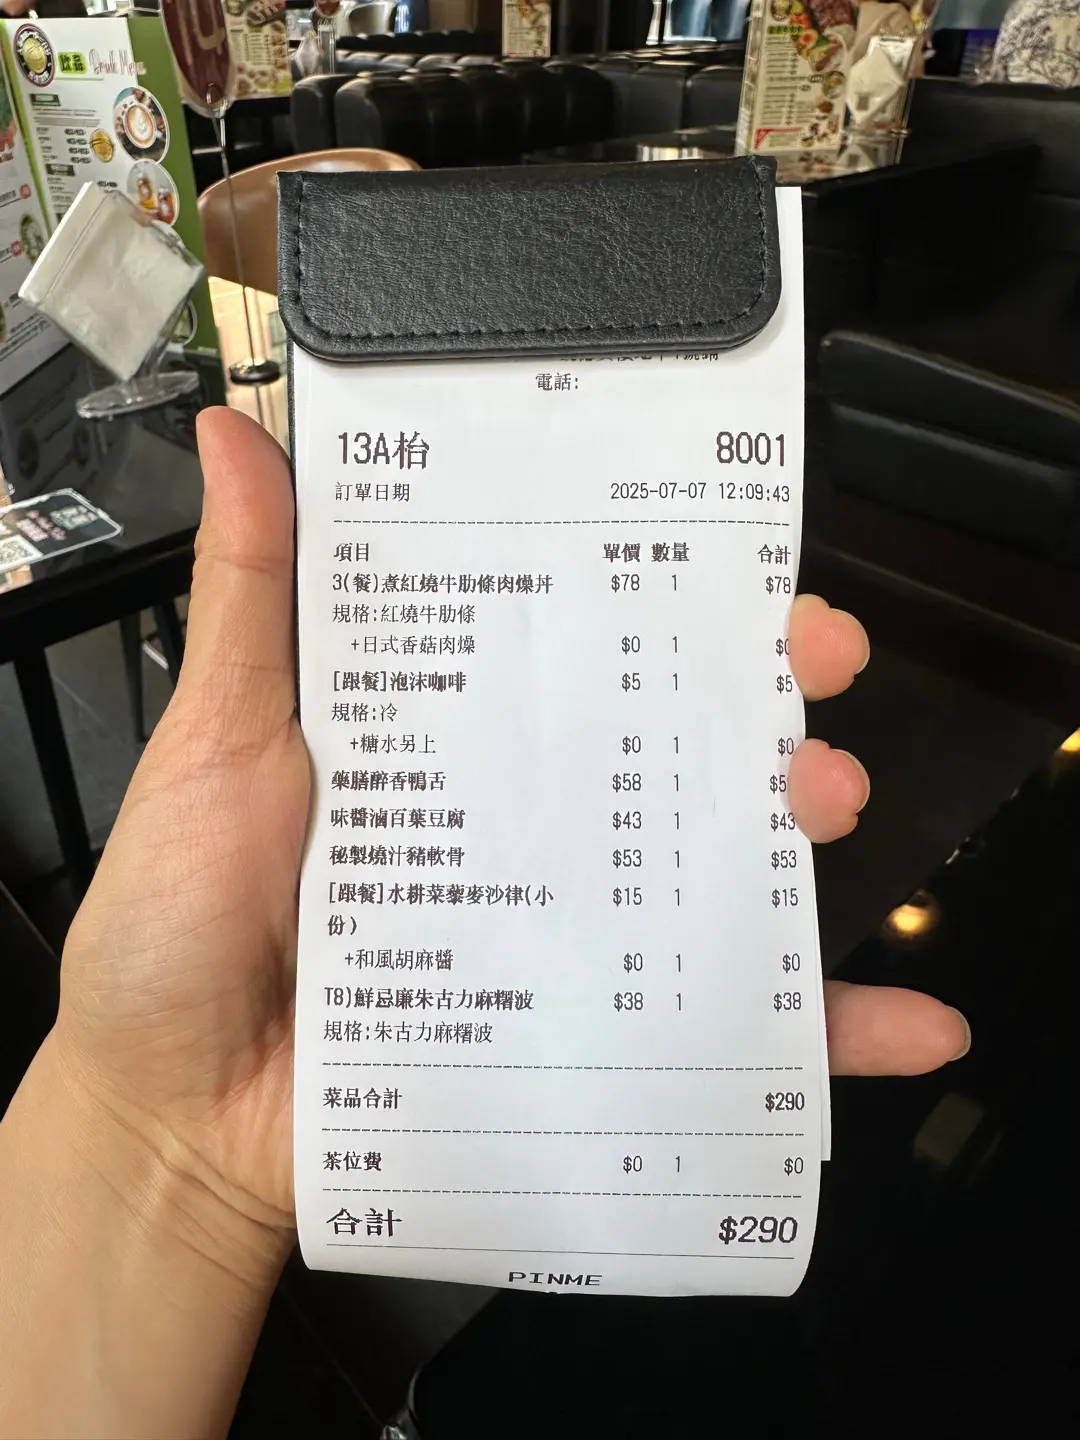 電話:
13A枱 8001
訂單日期 2025-07-07 12:09:43
項目 單價 數量 合計
3(餐)煮紅燒牛肋條肉燥丼 $78 1 $78
規格:紅燒牛肋條
+日式香菇肉燥 $0 1 $0
[跟餐]泡沫咖啡 $5 1 $5
規格:冷
+糖水另上 $0 1 $0
藥膳醉香鴨舌 $58 1 $5
味醬滷百葉豆腐 $43 1 $43
秘製燒汁豬軟骨 $53 1 $53
[跟餐]水耕菜藜麥沙律(小 $15 1 $15
份)
+和風胡麻醬 $0 1 $0
T8)鮮忌廉朱古力麻糬波 $38 1 $38
規格:朱古力麻糬波
菜品合計 $290
茶位費 $0 1 $0
合計 $290
PINME